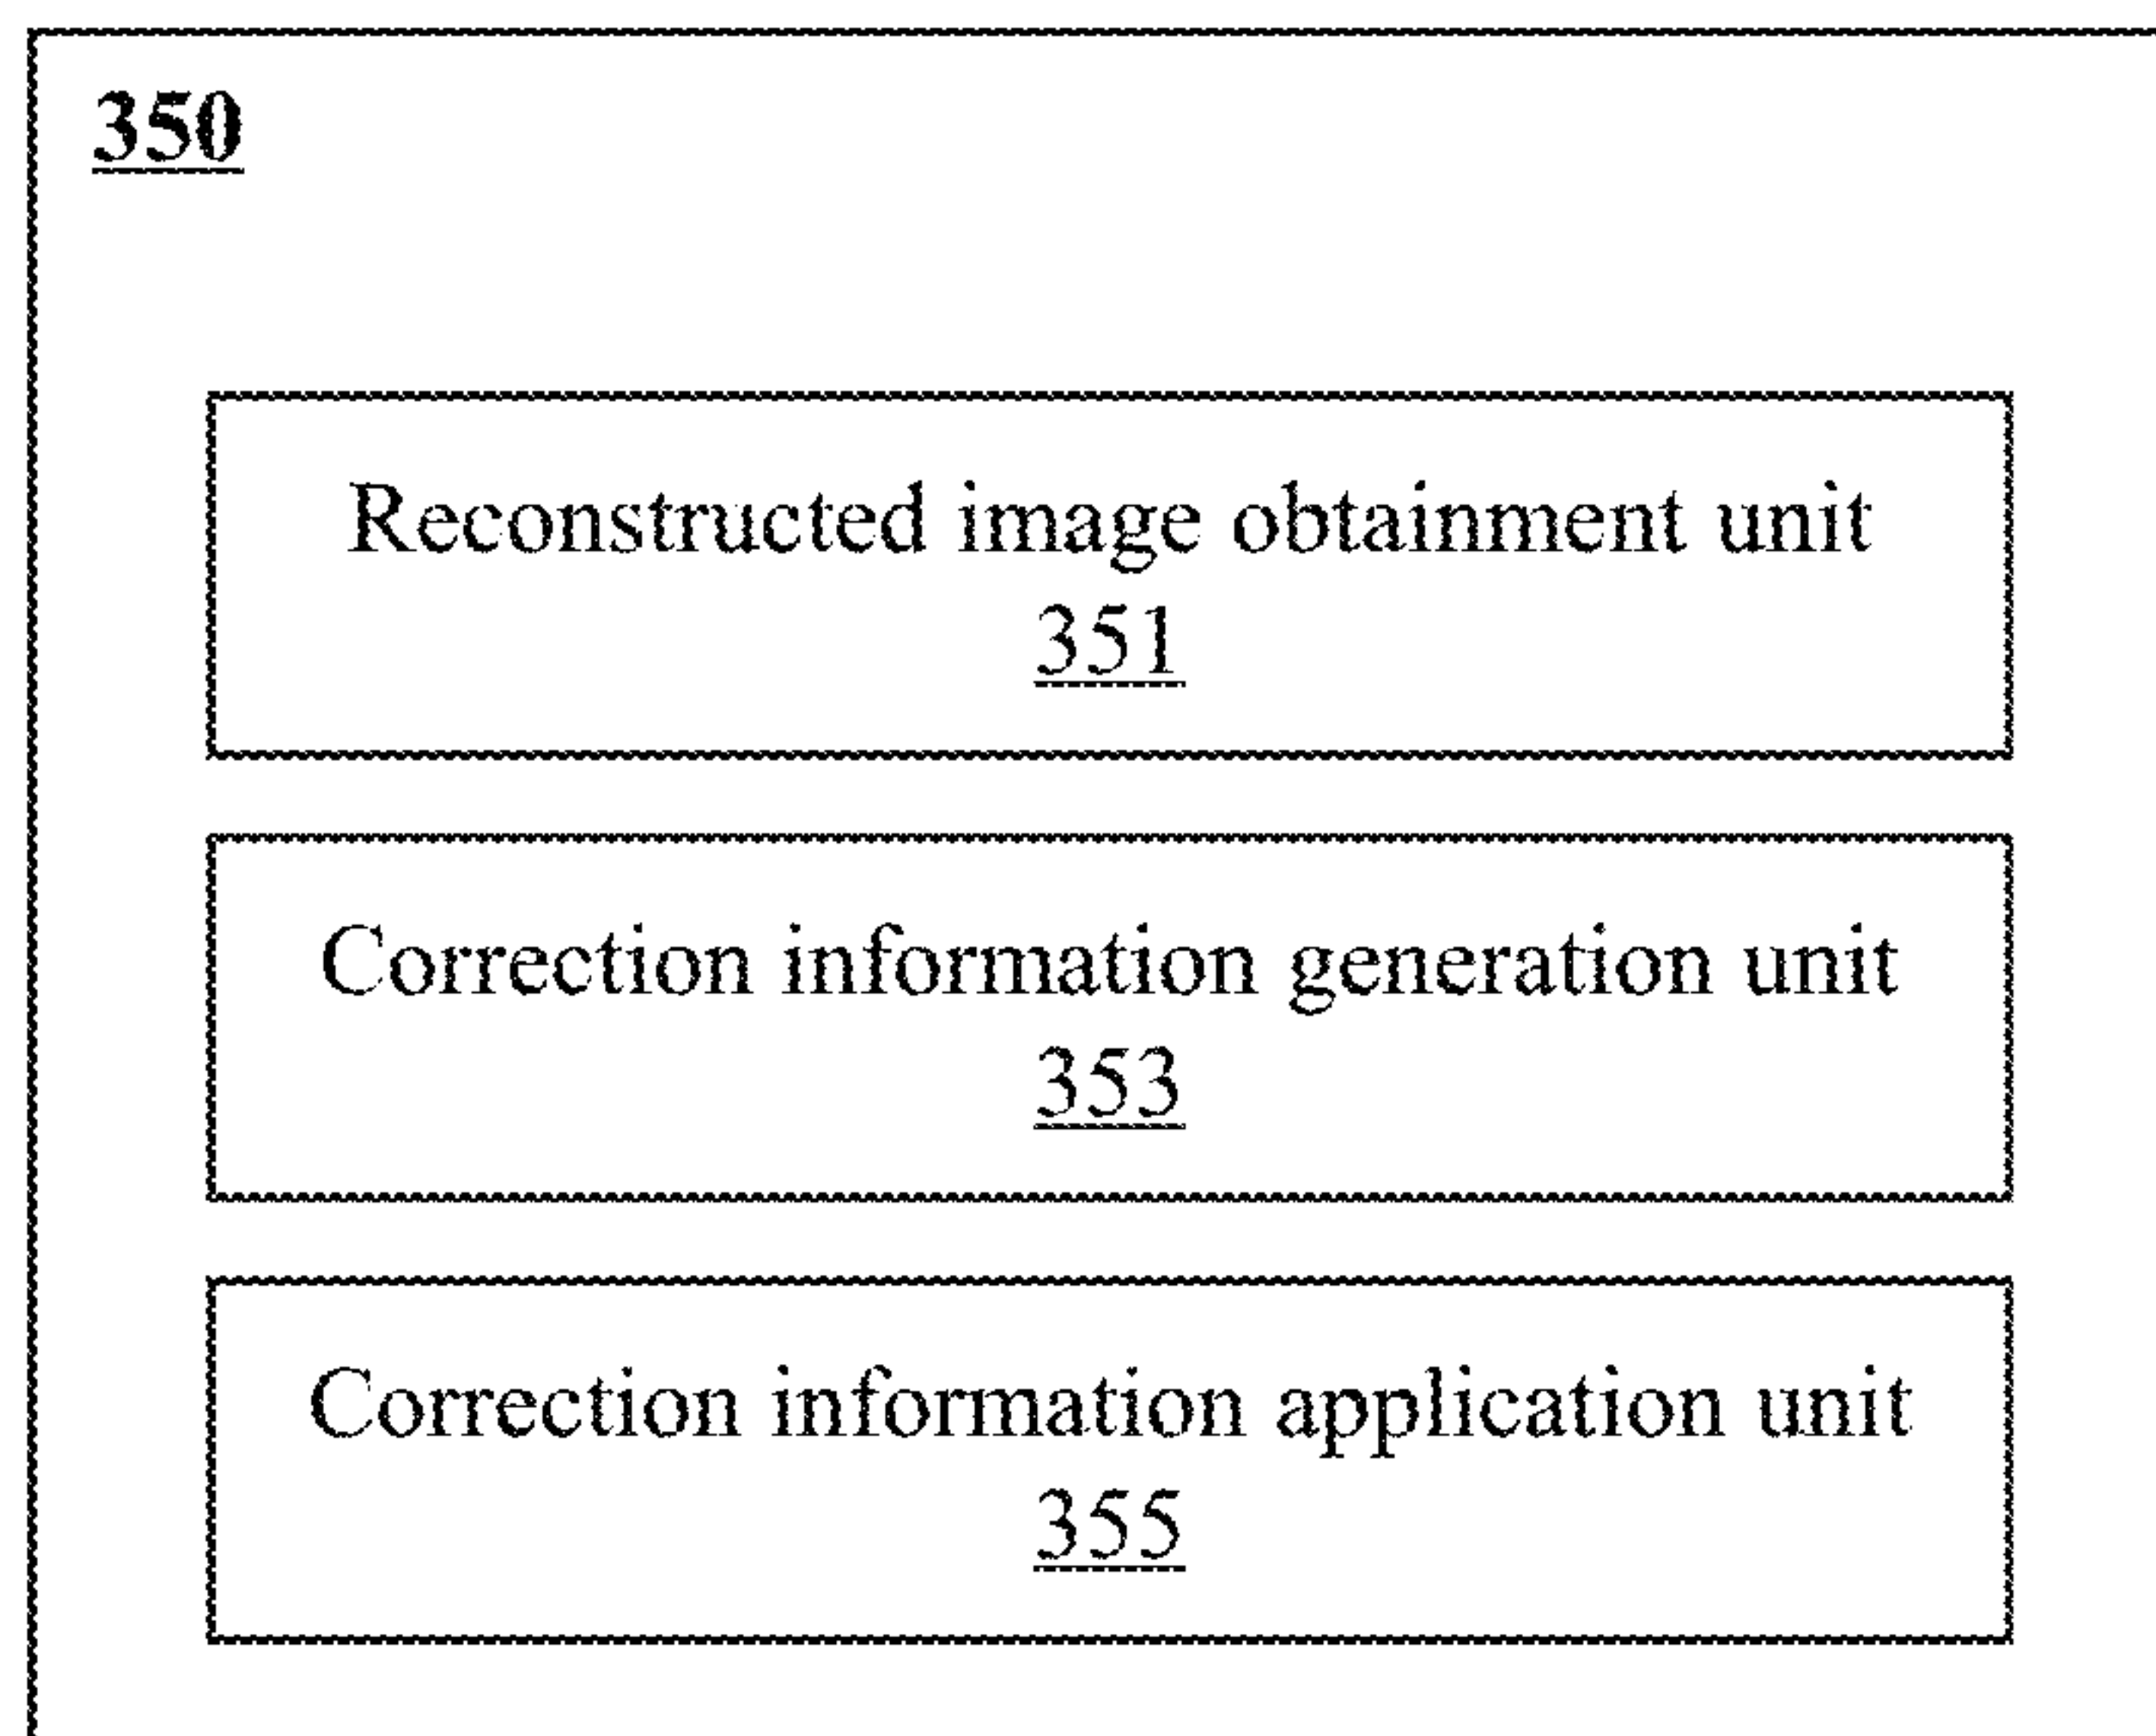 350
Reconstructed image obtainment unit
351
Correction information generation unit
353
Correction information application unit
355